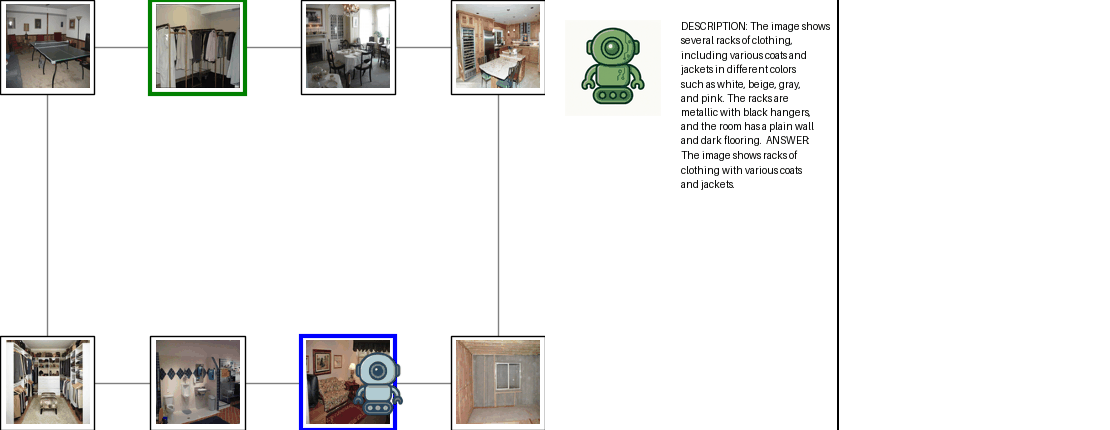 DESCRIPTION: The image shows
several racks of clothing,
including various coats and
jackets in different colors
such as white, beige, gray,
and pink. The racks are
metallic with black hangers,
and the room has a plain wall
and dark flooring. ANSWER:
The image shows racks of
clothing with various coats
and jackets.